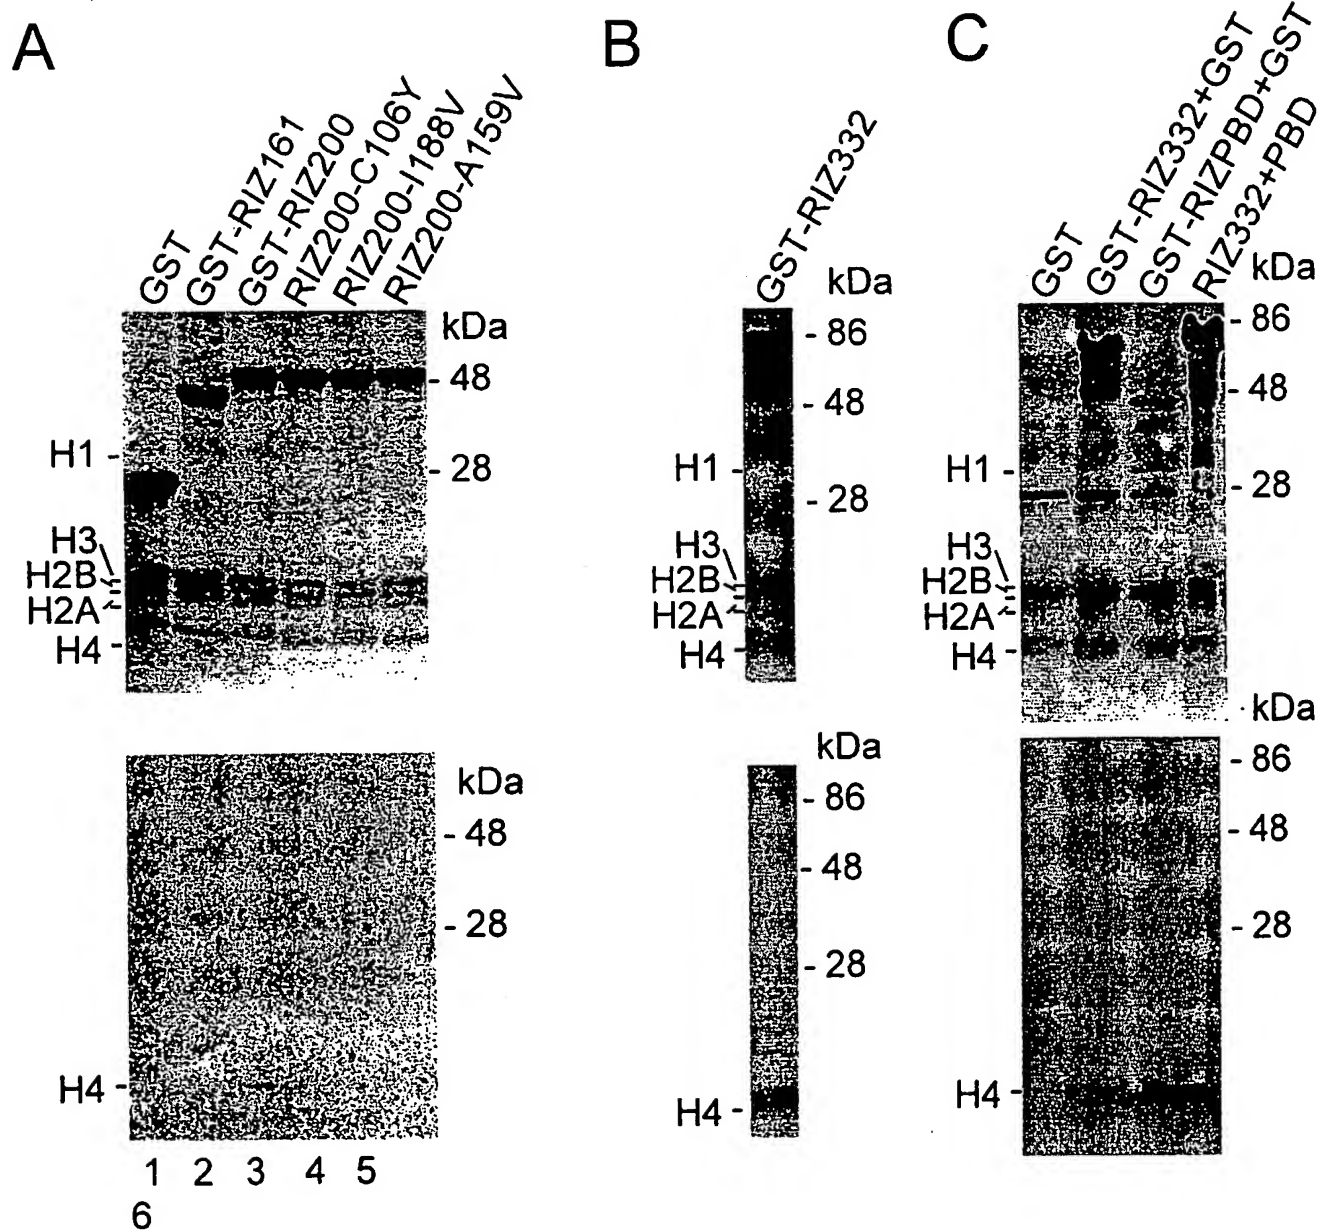 A
GST
GST-RIZ161
GST-RIZ200
RIZ200-C106Y
RIZ200-I188V
RIZ200-A159V
kDa
- 48
H1 -
- 28
H3
H2B
H2A
H4 -
kDa
- 48
- 28
H4 -
1 2 3 4 5
6
B
GST-RIZ332
kDa
- 86
- 48
H1 -
- 28
H3
H2B
H2A
H4 -
kDa
- 86
- 48
- 28
H4 -
C
GST
GST-RIZ332+GST
GST-RIZPBD+GST
RIZ332+PBD
kDa
- 86
- 48
H1 -
- 28
H3
H2B
H2A
H4 -
kDa
- 86
- 48
- 28
H4 -